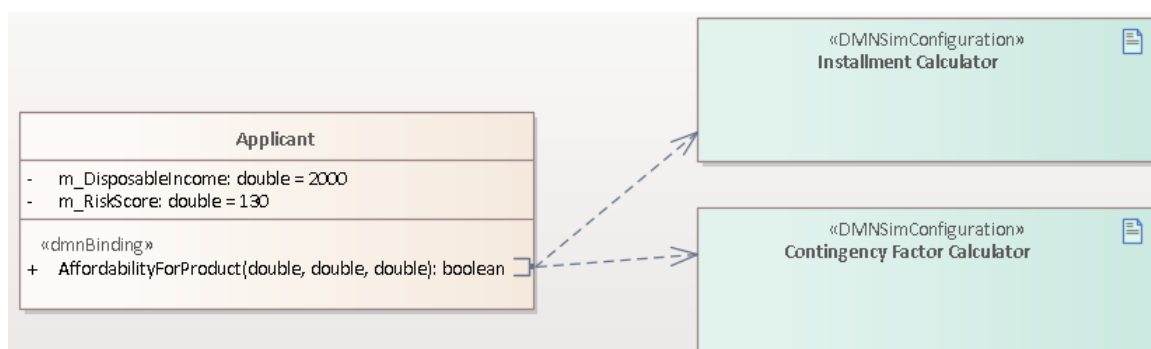 Applicant
- m_DisposableIncome: double = 2000
- m_RiskScore: double = 130
«dmnBinding»
+ AffordabilityForProduct(double, double, double): boolean
«DMNSimConfiguration»
Installment Calculator
«DMNSimConfiguration»
Contingency Factor Calculator